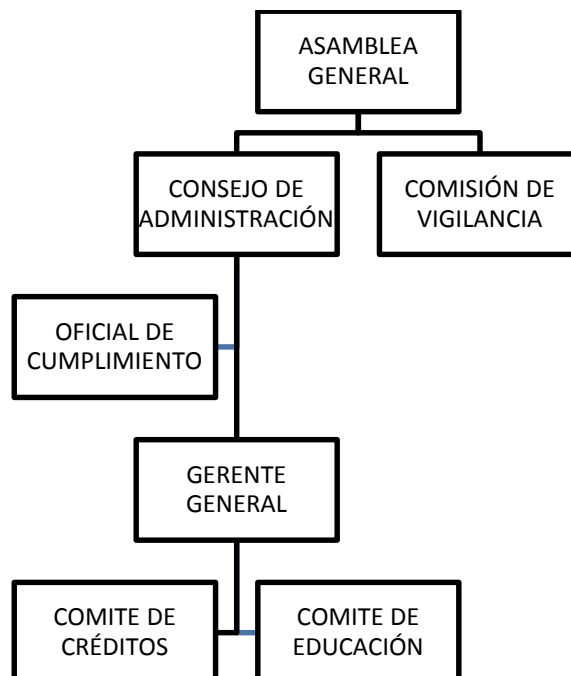 ASAMBLEA
GENERAL
CONSEJO DE
ADMINISTRACIÓN
COMISIÓN DE
VIGILANCIA
OFICIAL DE
CUMPLIMIENTO
GERENTE
GENERAL
COMITE DE
CRÉDITOS
COMITE DE
EDUCACIÓN